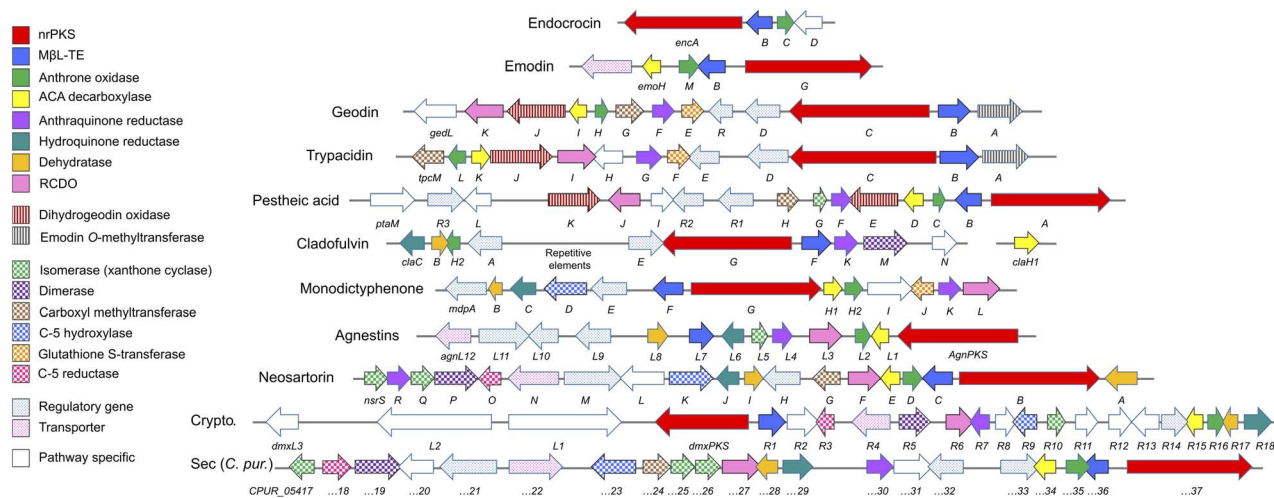 nrPKS
MβL-TE
Anthrone oxidase
ACA decarboxylase
Anthraquinone reductase
Hydroquinone reductase
Dehydratase
RCDO
Dihydrogeodin oxidase
Emodin O-methyltransferase
Isomerase (xanthone cyclase)
Dimerase
Carboxyl methyltransferase
C-5 hydroxylase
Glutathione S-transferase
C-5 reductase
Regulatory gene
Transporter
Pathway specific
Endocrocin
encA B C D
Emodin
emoH M B G
Geodin
gedL K J I H G F E R D C B A
Trypacidin
tpcM L K J I H G F E D C B A
Pestheic acid
ptaM R3 L K J I R2 R1 H G F E D C B A
Cladofulvin
claC B H2 A E G F K M N claH1
Repetitive
elements
Monodictyphenone
mdpA B C D E F G H1 H2 I J K L
Agnestins
agnL12 L11 L10 L9 L8 L7 L6 L5 L4 L3 L2 L1 AgnPKS
Neosartorin
nsrS R Q P O N M L K J I H G F E D C B A
Crypto.
dmxL3 L2 L1 dmxPKS R1 R2 R3 R4 R5 R6 R7 R8 R9 R10 R11 R12 R13 R14 R15 R16 R17 R18
Sec (C. pur.)
CPUR_05417 ...18 ...19 ...20 ...21 ...22 ...23 ...24 ...25 ...26 ...27 ...28 ...29 ...30 ...31 ...32 ...33 ...34 ...35 ...36 ...37